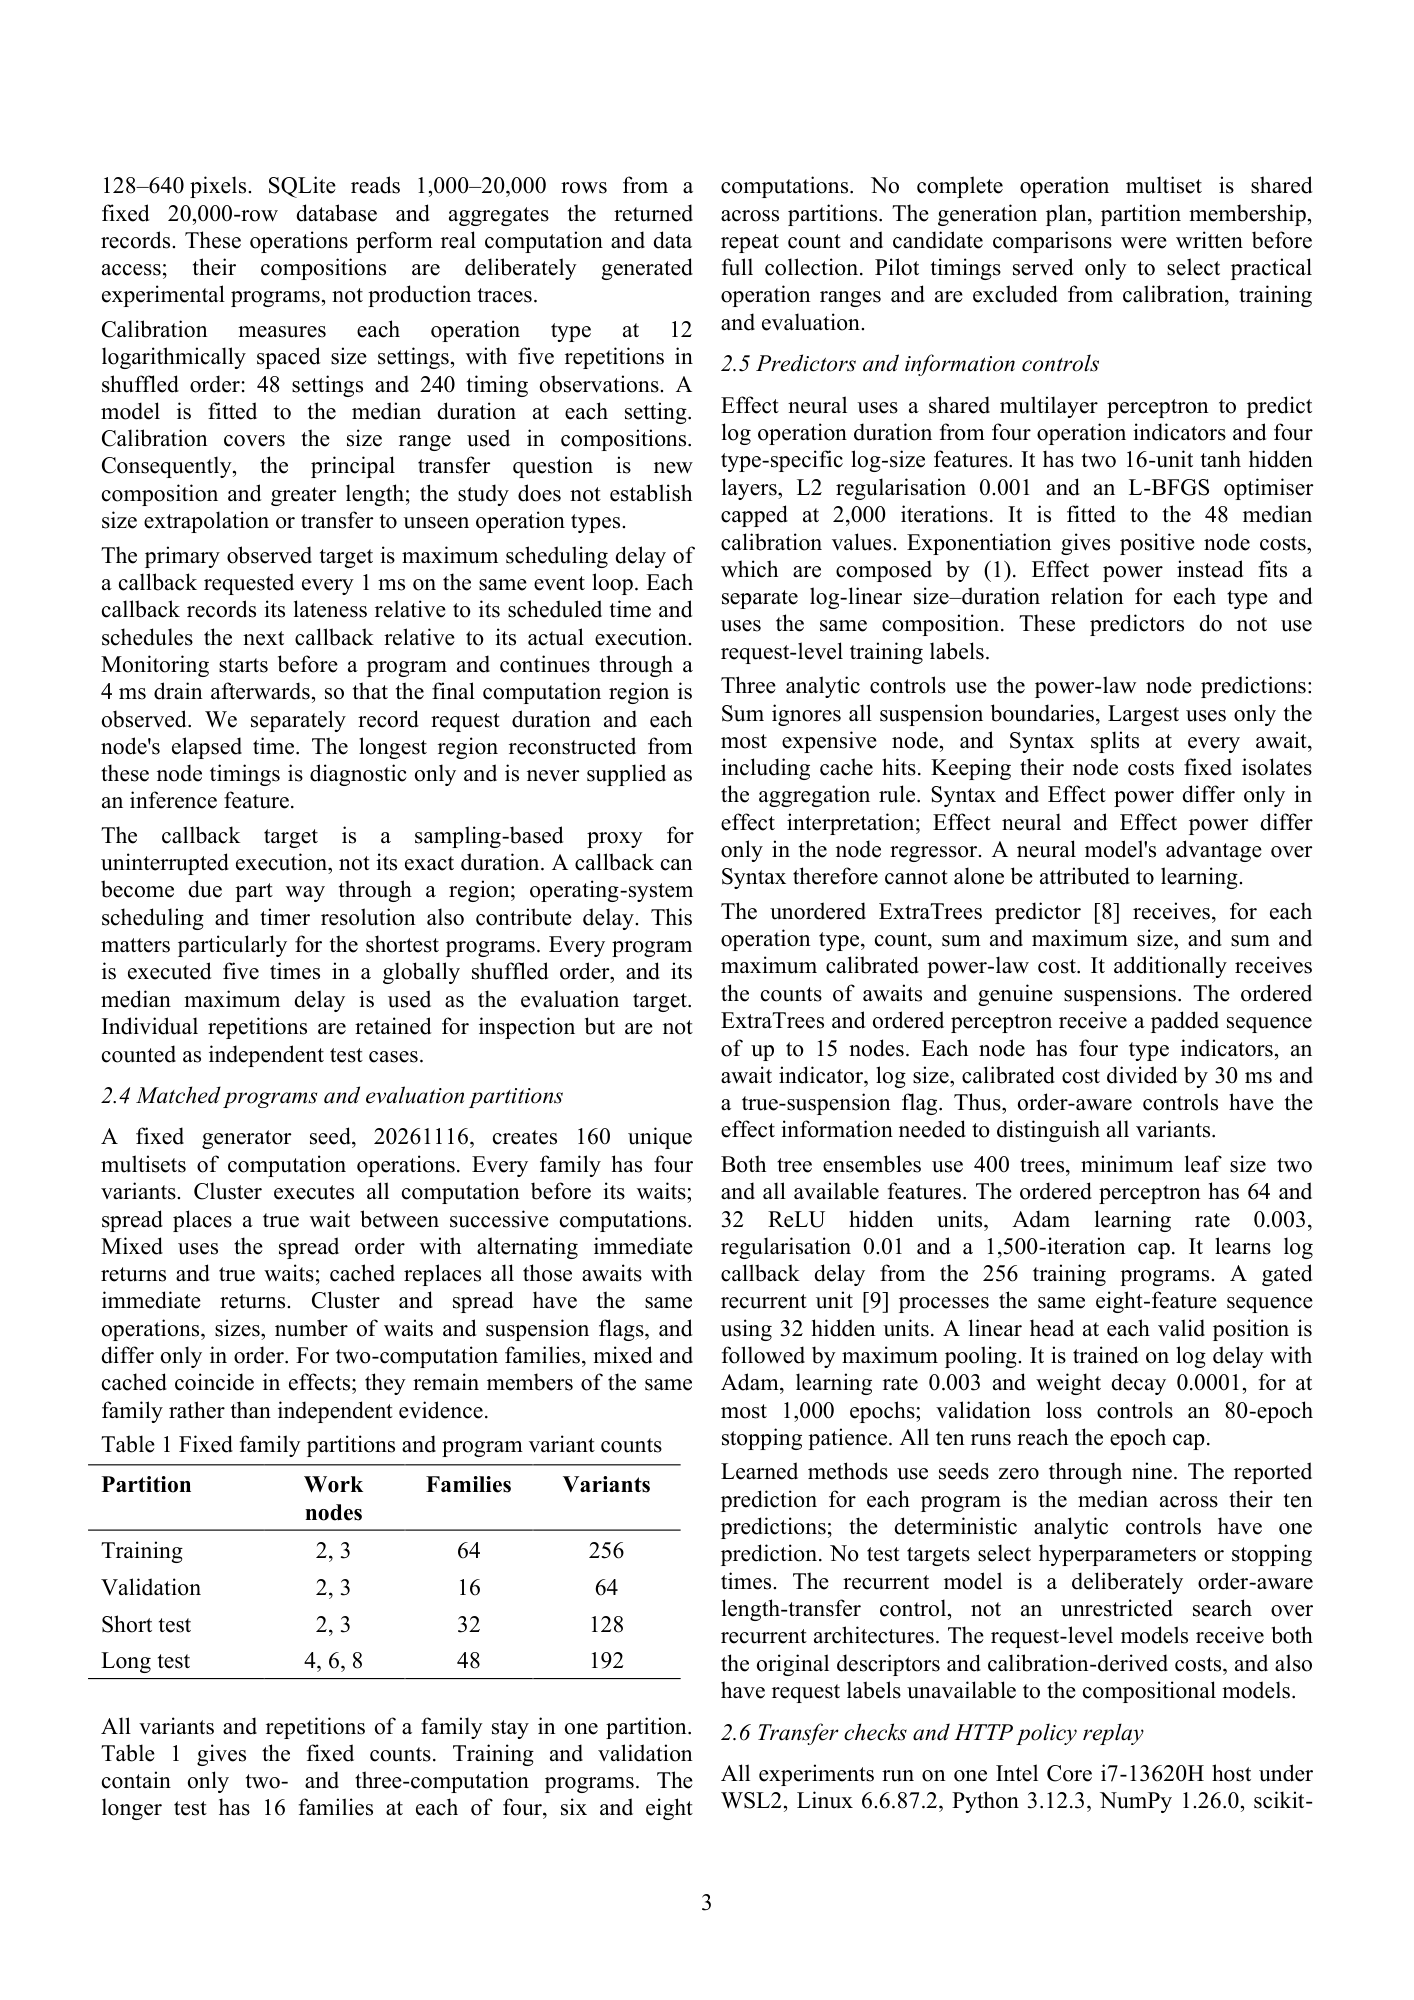 128–640 pixels. SQLite reads 1,000–20,000 rows from a
fixed 20,000-row database and aggregates the returned
records. These operations perform real computation and data
access; their compositions are deliberately generated
experimental programs, not production traces.
Calibration measures each operation type at 12
logarithmically spaced size settings, with five repetitions in
shuffled order: 48 settings and 240 timing observations. A
model is fitted to the median duration at each setting.
Calibration covers the size range used in compositions.
Consequently, the principal transfer question is new
composition and greater length; the study does not establish
size extrapolation or transfer to unseen operation types.
The primary observed target is maximum scheduling delay of
a callback requested every 1 ms on the same event loop. Each
callback records its lateness relative to its scheduled time and
schedules the next callback relative to its actual execution.
Monitoring starts before a program and continues through a
4 ms drain afterwards, so that the final computation region is
observed. We separately record request duration and each
node's elapsed time. The longest region reconstructed from
these node timings is diagnostic only and is never supplied as
an inference feature.
The callback target is a sampling-based proxy for
uninterrupted execution, not its exact duration. A callback can
become due part way through a region; operating-system
scheduling and timer resolution also contribute delay. This
matters particularly for the shortest programs. Every program
is executed five times in a globally shuffled order, and its
median maximum delay is used as the evaluation target.
Individual repetitions are retained for inspection but are not
counted as independent test cases.
2.4 Matched programs and evaluation partitions
A fixed generator seed, 20261116, creates 160 unique
multisets of computation operations. Every family has four
variants. Cluster executes all computation before its waits;
spread places a true wait between successive computations.
Mixed uses the spread order with alternating immediate
returns and true waits; cached replaces all those awaits with
immediate returns. Cluster and spread have the same
operations, sizes, number of waits and suspension flags, and
differ only in order. For two-computation families, mixed and
cached coincide in effects; they remain members of the same
family rather than independent evidence.
Table 1 Fixed family partitions and program variant counts
Partition Work nodes Families Variants
Training 2, 3 64 256
Validation 2, 3 16 64
Short test 2, 3 32 128
Long test 4, 6, 8 48 192
All variants and repetitions of a family stay in one partition.
Table 1 gives the fixed counts. Training and validation
contain only two- and three-computation programs. The
longer test has 16 families at each of four, six and eight
computations. No complete operation multiset is shared
across partitions. The generation plan, partition membership,
repeat count and candidate comparisons were written before
full collection. Pilot timings served only to select practical
operation ranges and are excluded from calibration, training
and evaluation.
2.5 Predictors and information controls
Effect neural uses a shared multilayer perceptron to predict
log operation duration from four operation indicators and four
type-specific log-size features. It has two 16-unit tanh hidden
layers, L2 regularisation 0.001 and an L-BFGS optimiser
capped at 2,000 iterations. It is fitted to the 48 median
calibration values. Exponentiation gives positive node costs,
which are composed by (1). Effect power instead fits a
separate log-linear size–duration relation for each type and
uses the same composition. These predictors do not use
request-level training labels.
Three analytic controls use the power-law node predictions:
Sum ignores all suspension boundaries, Largest uses only the
most expensive node, and Syntax splits at every await,
including cache hits. Keeping their node costs fixed isolates
the aggregation rule. Syntax and Effect power differ only in
effect interpretation; Effect neural and Effect power differ
only in the node regressor. A neural model's advantage over
Syntax therefore cannot alone be attributed to learning.
The unordered ExtraTrees predictor [8] receives, for each
operation type, count, sum and maximum size, and sum and
maximum calibrated power-law cost. It additionally receives
the counts of awaits and genuine suspensions. The ordered
ExtraTrees and ordered perceptron receive a padded sequence
of up to 15 nodes. Each node has four type indicators, an
await indicator, log size, calibrated cost divided by 30 ms and
a true-suspension flag. Thus, order-aware controls have the
effect information needed to distinguish all variants.
Both tree ensembles use 400 trees, minimum leaf size two
and all available features. The ordered perceptron has 64 and
32 ReLU hidden units, Adam learning rate 0.003,
regularisation 0.01 and a 1,500-iteration cap. It learns log
callback delay from the 256 training programs. A gated
recurrent unit [9] processes the same eight-feature sequence
using 32 hidden units. A linear head at each valid position is
followed by maximum pooling. It is trained on log delay with
Adam, learning rate 0.003 and weight decay 0.0001, for at
most 1,000 epochs; validation loss controls an 80-epoch
stopping patience. All ten runs reach the epoch cap.
Learned methods use seeds zero through nine. The reported
prediction for each program is the median across their ten
predictions; the deterministic analytic controls have one
prediction. No test targets select hyperparameters or stopping
times. The recurrent model is a deliberately order-aware
length-transfer control, not an unrestricted search over
recurrent architectures. The request-level models receive both
the original descriptors and calibration-derived costs, and also
have request labels unavailable to the compositional models.
2.6 Transfer checks and HTTP policy replay
All experiments run on one Intel Core i7-13620H host under
WSL2, Linux 6.6.87.2, Python 3.12.3, NumPy 1.26.0, scikit-
3